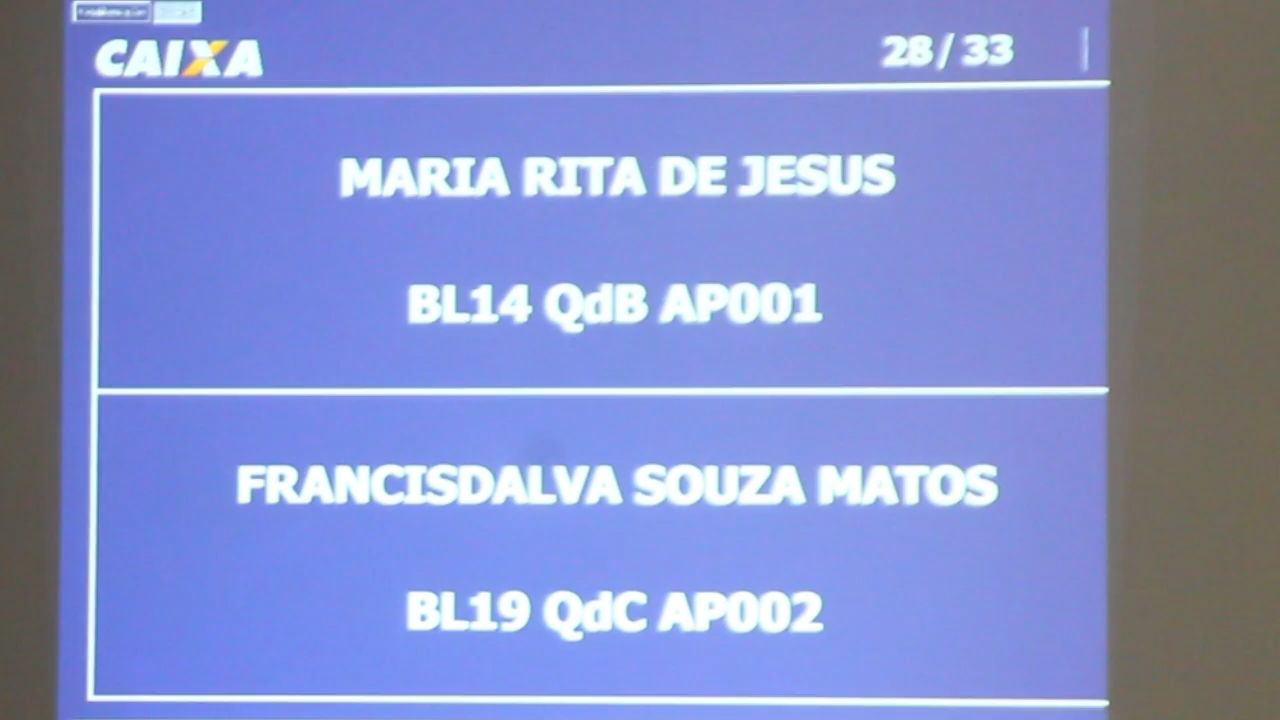 CAIXA
28/33
MARIA RITA DE JESUS
BL14 QdB AP001
FRANCISDALVA SOUZA MATOS
BL19 QdC AP002